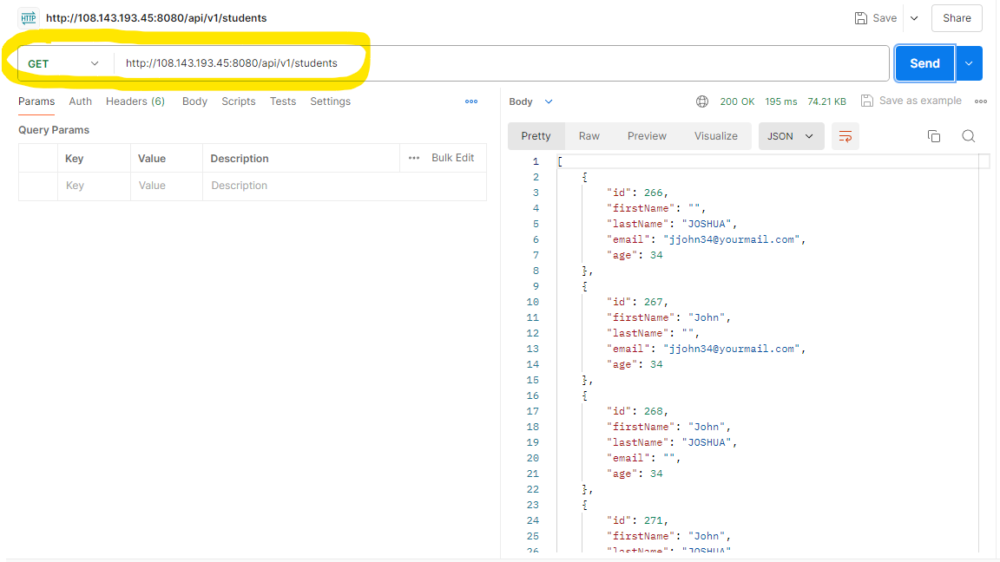 HTTP http://108.143.193.45:8080/api/v1/students Save Share
GET http://108.143.193.45:8080/api/v1/students Send
Params Auth Headers (6) Body Scripts Tests Settings
Query Params
Key Value Description Bulk Edit
Key Value Description
Body 200 OK 195 ms 74.21 KB Save as example
Pretty Raw Preview Visualize JSON
1 [
2 {
3 "id": 266,
4 "firstName": "",
5 "lastName": "JOSHUA",
6 "email": "jjohn34@yourmail.com",
7 "age": 34
8 },
9 {
10 "id": 267,
11 "firstName": "John",
12 "lastName": "",
13 "email": "jjohn34@yourmail.com",
14 "age": 34
15 },
16 {
17 "id": 268,
18 "firstName": "John",
19 "lastName": "JOSHUA",
20 "email": "",
21 "age": 34
22 },
23 {
24 "id": 271,
25 "firstName": "John",
26 "lastName": "JOSHUA"